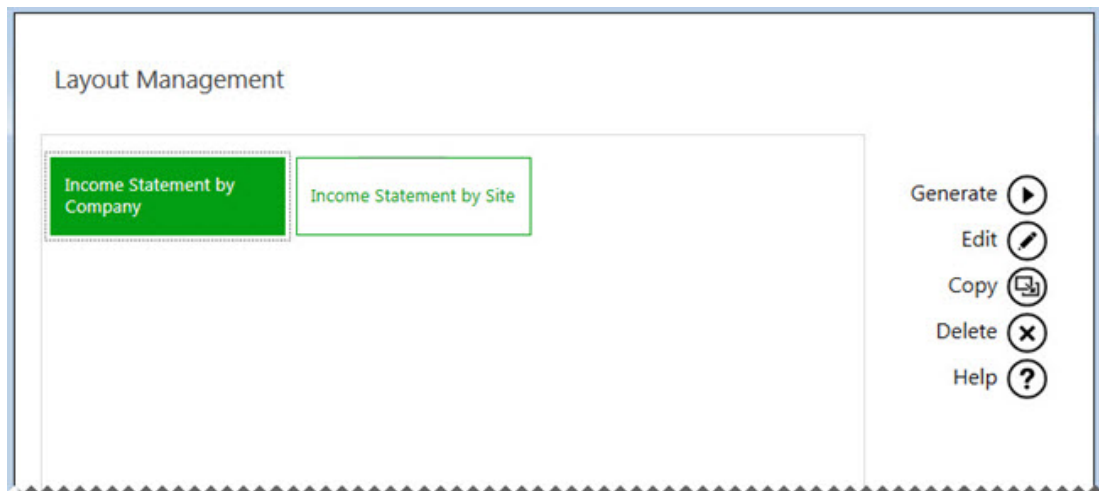 Layout Management
Income Statement by
Company
Income Statement by Site
Generate
Edit
Copy
Delete
Help